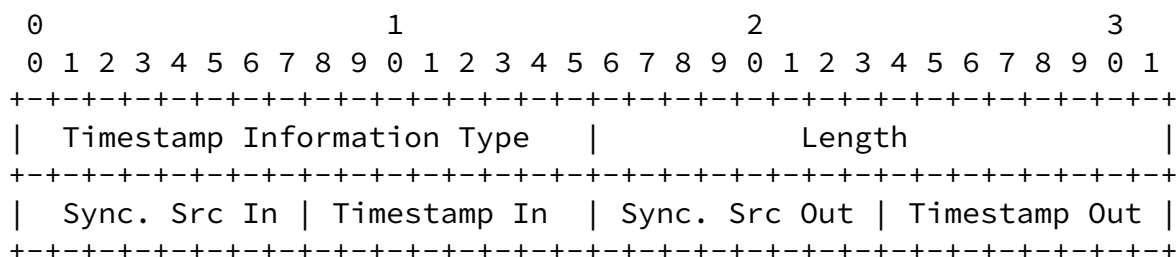 0                   1                   2                   3
 0 1 2 3 4 5 6 7 8 9 0 1 2 3 4 5 6 7 8 9 0 1 2 3 4 5 6 7 8 9 0 1
+-+-+-+-+-+-+-+-+-+-+-+-+-+-+-+-+-+-+-+-+-+-+-+-+-+-+-+-+-+-+-+-+
|  Timestamp Information Type   |           Length              |
+-+-+-+-+-+-+-+-+-+-+-+-+-+-+-+-+-+-+-+-+-+-+-+-+-+-+-+-+-+-+-+-+
|  Sync. Src In | Timestamp In  | Sync. Src Out | Timestamp Out |
+-+-+-+-+-+-+-+-+-+-+-+-+-+-+-+-+-+-+-+-+-+-+-+-+-+-+-+-+-+-+-+-+